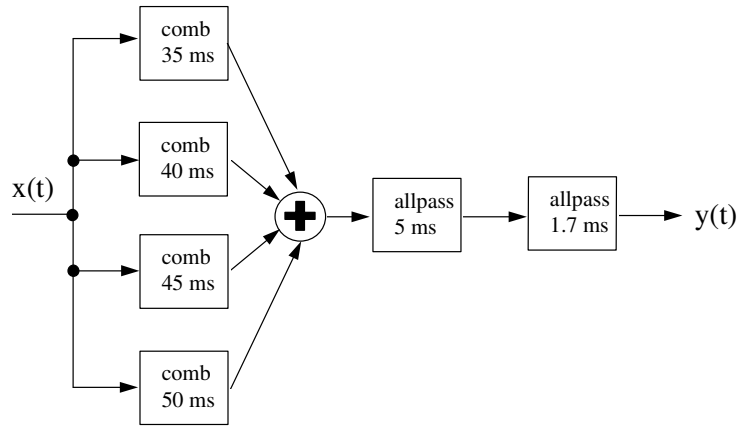 comb
35 ms
comb
40 ms
x(t)
allpass
5 ms
allpass
1.7 ms
y(t)
comb
45 ms
comb
50 ms